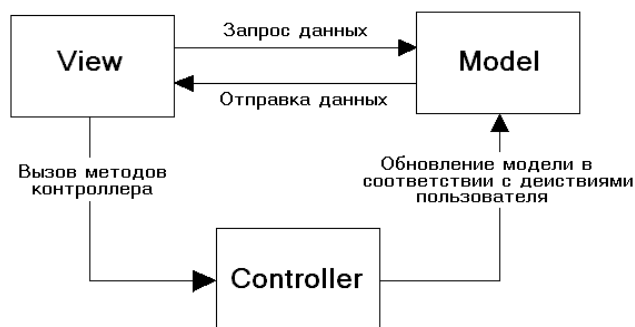 View
Запрос данных
Model
Отправка данных
Вызов методов
контроллера
Обновление модели в
соответствии с деиствиями
пользователя
Controller